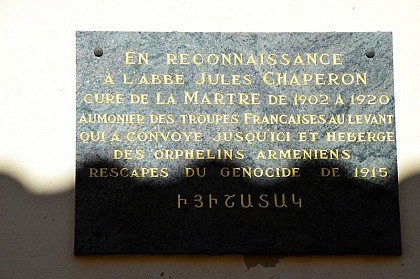 EN RECONNAISSANCE
A L'ABBE JULES CHAPERON
CURE DE LA MARTRE DE 1902 A 1920
AUMONIER DES TROUPES FRANCAISES AU LEVANT
QUI A CONVOYE JUSQU'ICI ET HEBERGE
DES ORPHELINS ARMENIENS
RESCAPES DU GENOCIDE DE 1915
ԻՅԻՇԱՏԱԿ